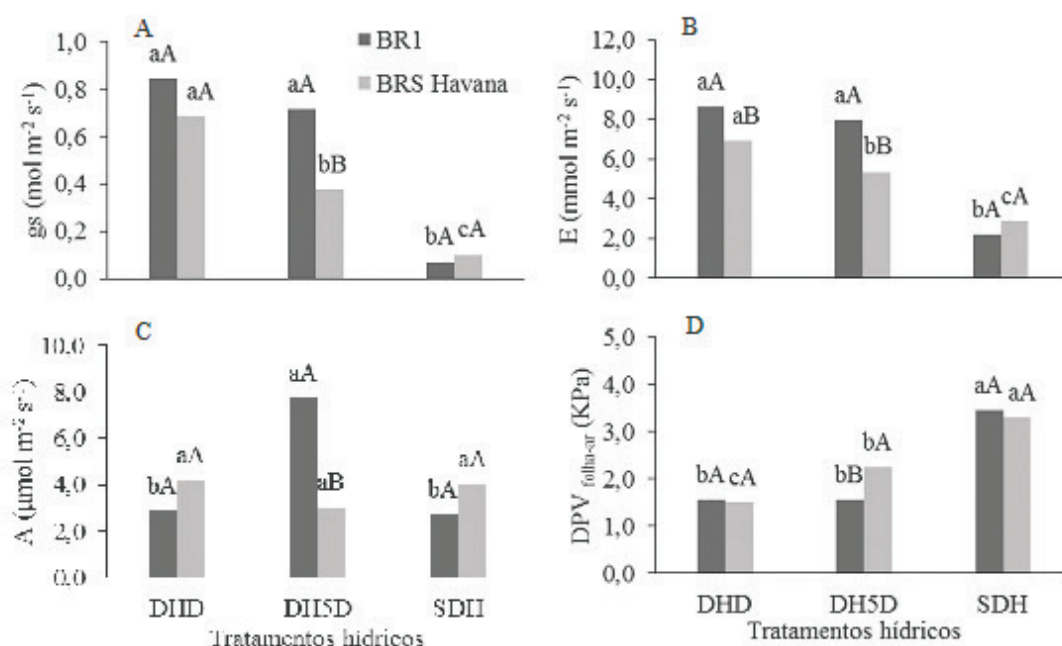 A
gs (mol m⁻² s⁻¹)
1,0
0,8
0,6
0,4
0,2
0,0
aA
aA
aA
bB
bA
cA
BR1
BRS Havana
B
E (mmol m⁻² s⁻¹)
12,0
10,0
8,0
6,0
4,0
2,0
0,0
aA
aB
aA
bB
bA
cA
C
A (µmol m⁻² s⁻¹)
10,0
8,0
6,0
4,0
2,0
0,0
bA
aA
aA
aB
bA
aA
DHD
DH5D
SDH
Tratamentos hídricos
D
DPV folha-ar (KPa)
5,0
4,0
3,0
2,0
1,0
0,0
bA
cA
bB
bA
aA
aA
DHD
DH5D
SDH
Tratamentos hídricos